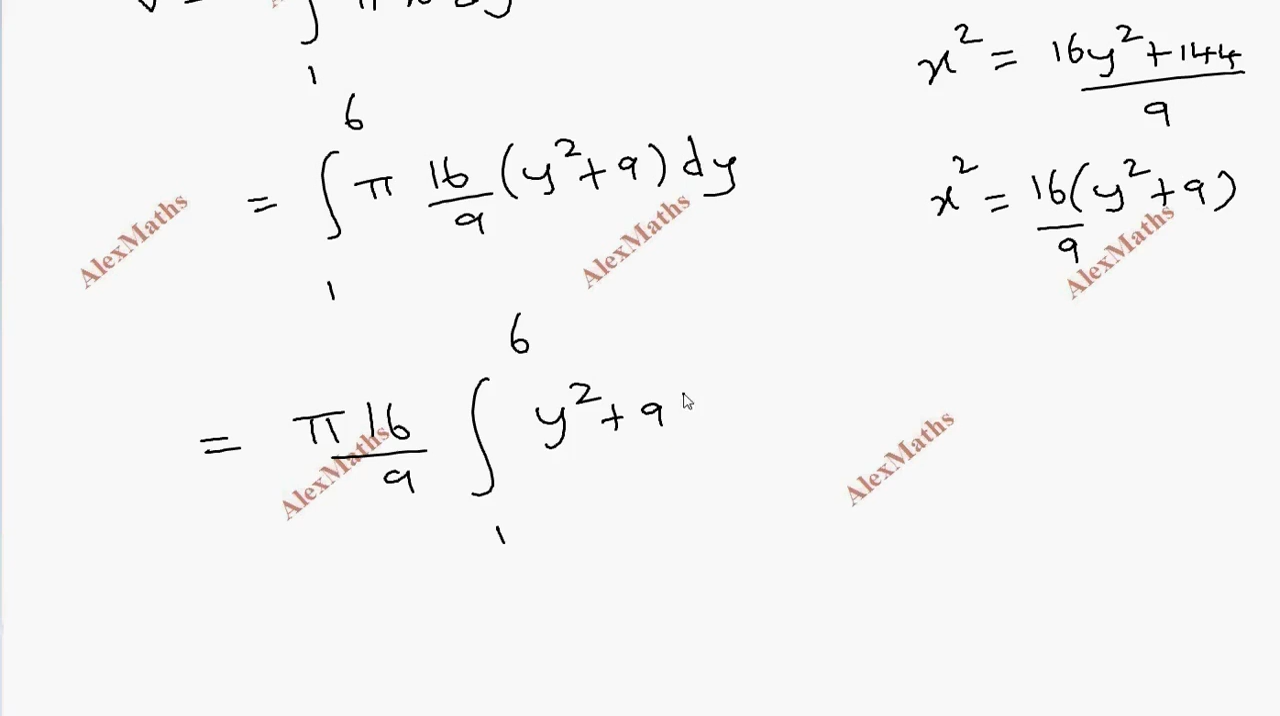 x² = 16y² + 144 / 9
6
= ∫ π 16/9 (y² + 9) dy
1
x² = 16/9 (y² + 9)
AlexMaths
AlexMaths
AlexMaths
6
= π 16/9 ∫ y² + 9
1
AlexMaths
AlexMaths